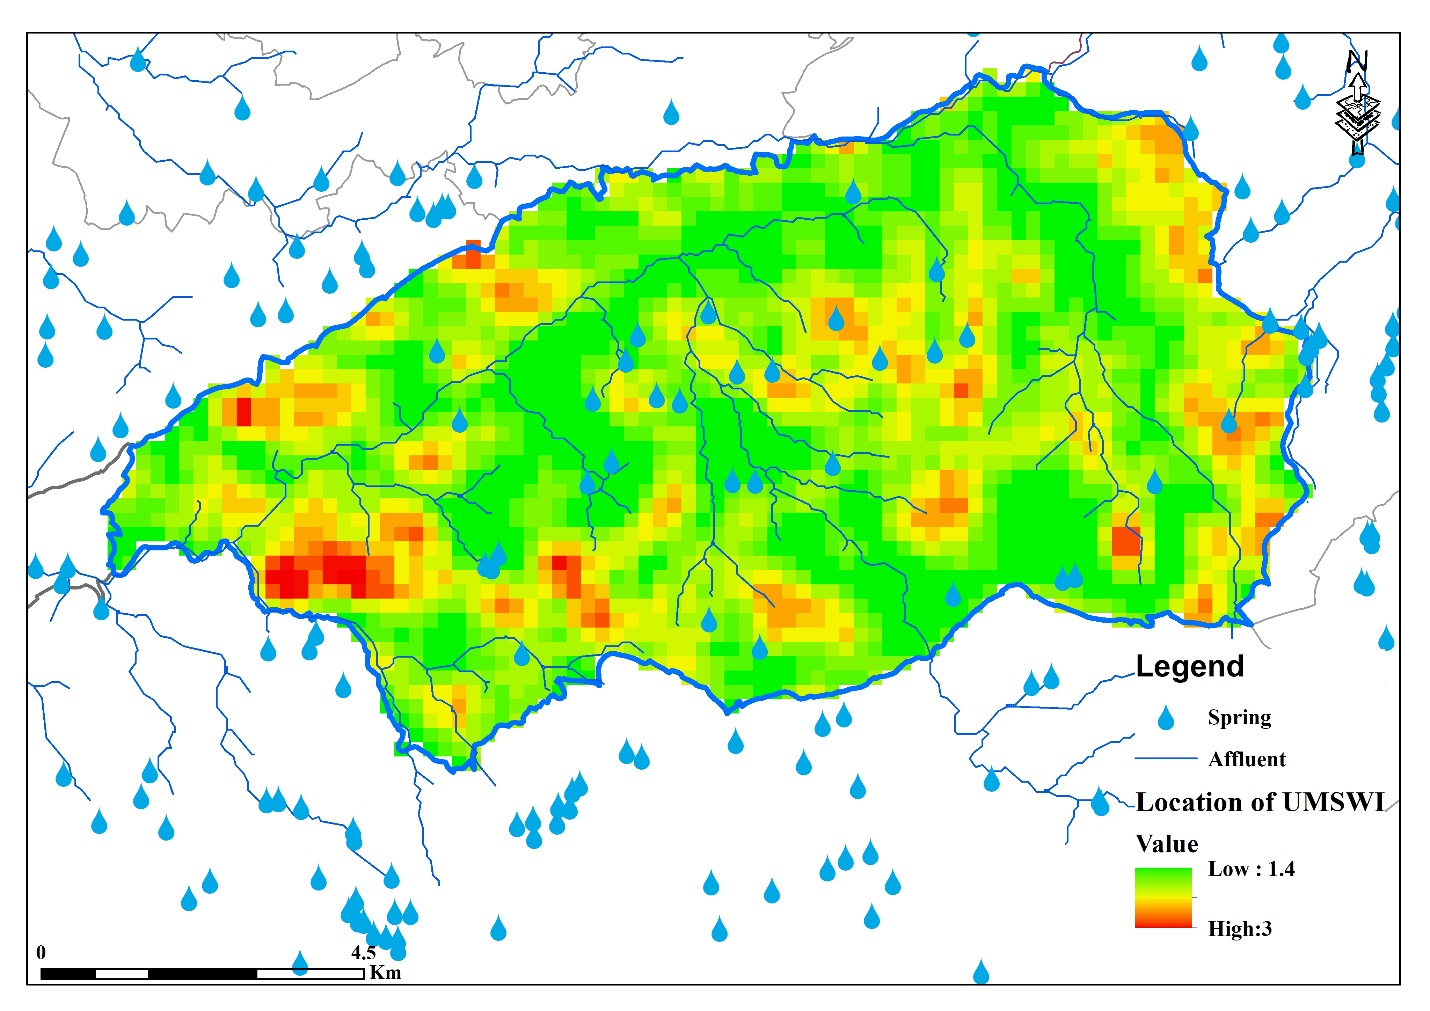 N
Legend
Spring
Affluent
Location of UMSWI
Value
Low : 1.4
High:3
0 4.5
Km